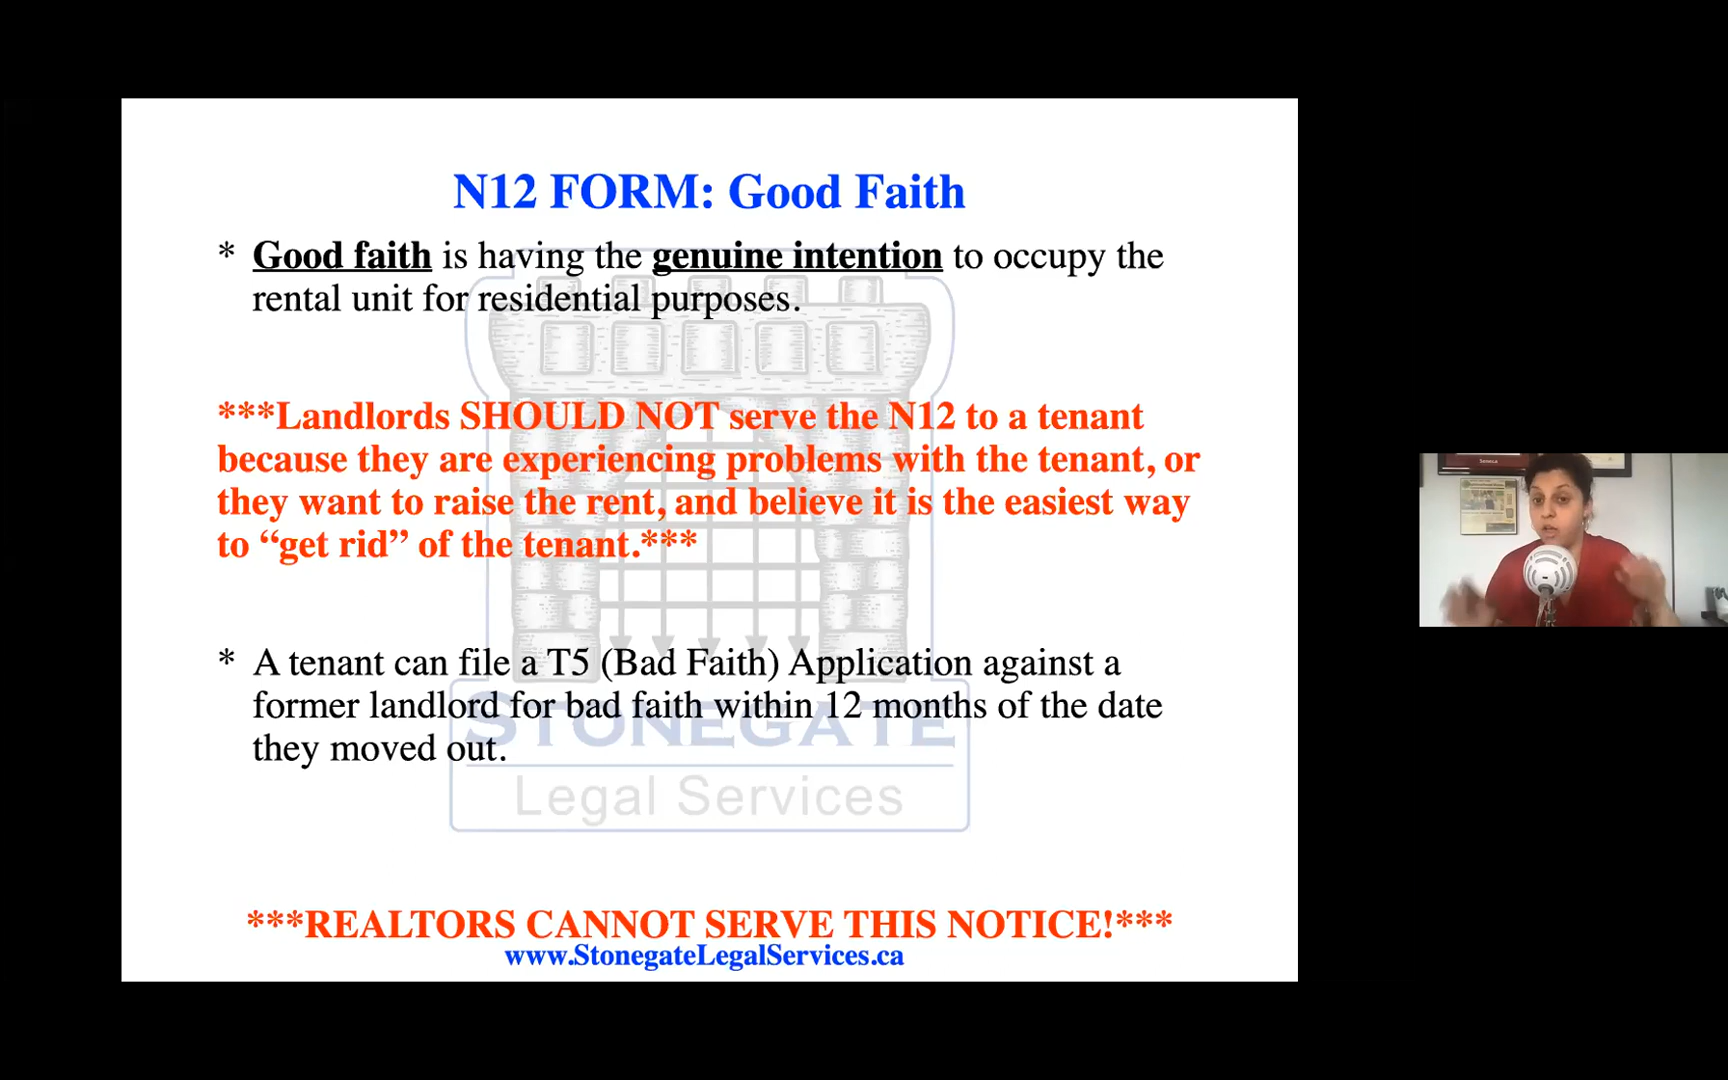 N12 FORM: Good Faith
* Good faith is having the genuine intention to occupy the
rental unit for residential purposes.
***Landlords SHOULD NOT serve the N12 to a tenant
because they are experiencing problems with the tenant, or
they want to raise the rent, and believe it is the easiest way
to “get rid” of the tenant.***
* A tenant can file a T5 (Bad Faith) Application against a
former landlord for bad faith within 12 months of the date
they moved out.
STONEGATE
Legal Services
***REALTORS CANNOT SERVE THIS NOTICE!***
www.StonegateLegalServices.ca
Seneca